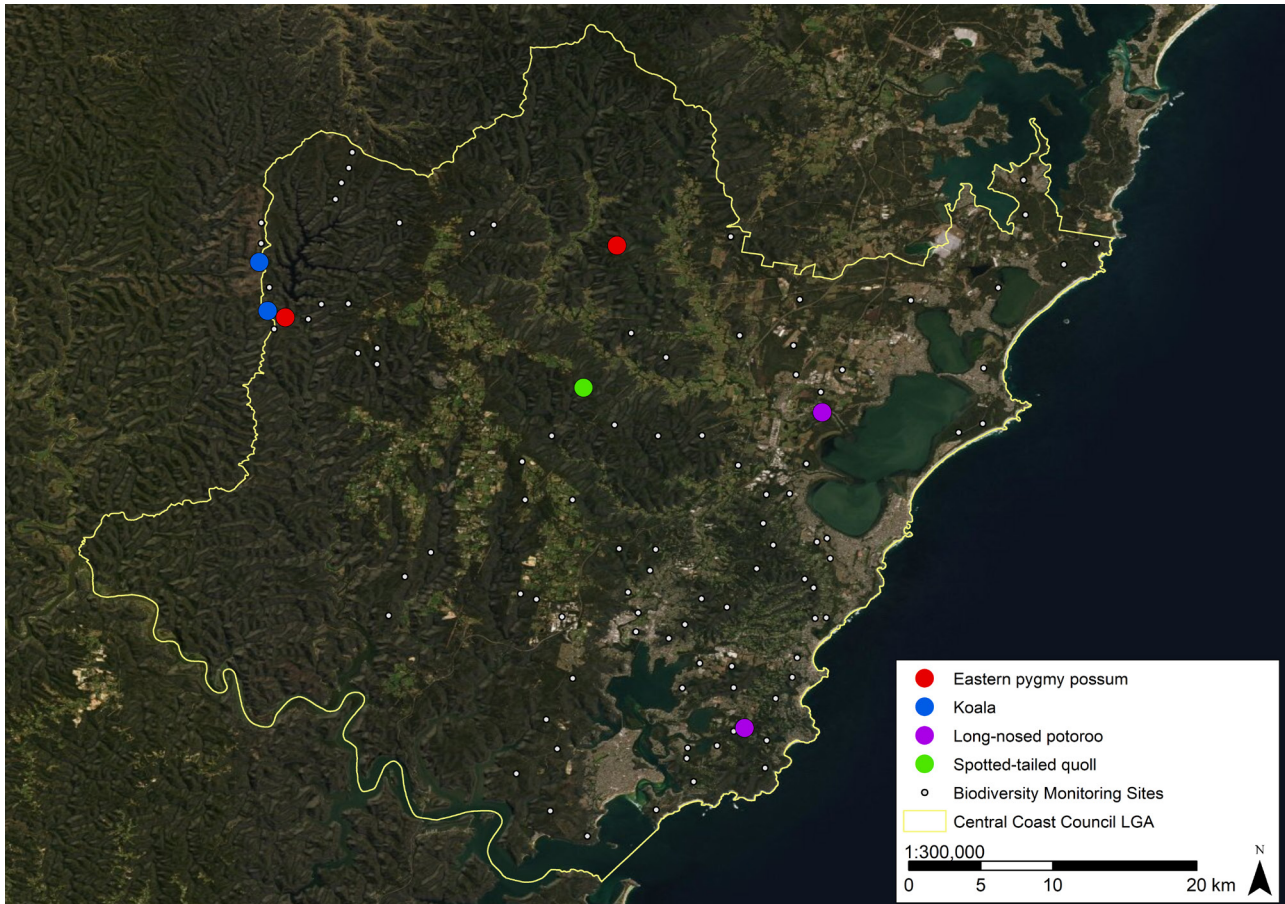 Eastern pygmy possum
Koala
Long-nosed potoroo
Spotted-tailed quoll
Biodiversity Monitoring Sites
Central Coast Council LGA
1:300,000
N
0 5 10 20 km